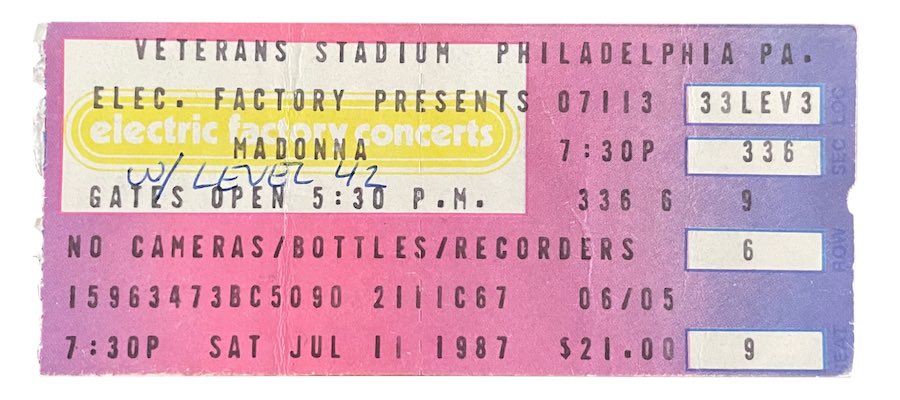 VETERANS STADIUM PHILADELPHIA PA.
ELEC. FACTORY PRESENTS 07113 33LEV3
electric factory concerts
MADONNA 7:30P 336
w/ LEVEL 42
GATES OPEN 5:30 P.M. 336 6 9
NO CAMERAS/BOTTLES/RECORDERS 6
15963473BC5090 2111C67 06/05
7:30P SAT JUL 11 1987 $21.00 9
SEC LOC
ROW